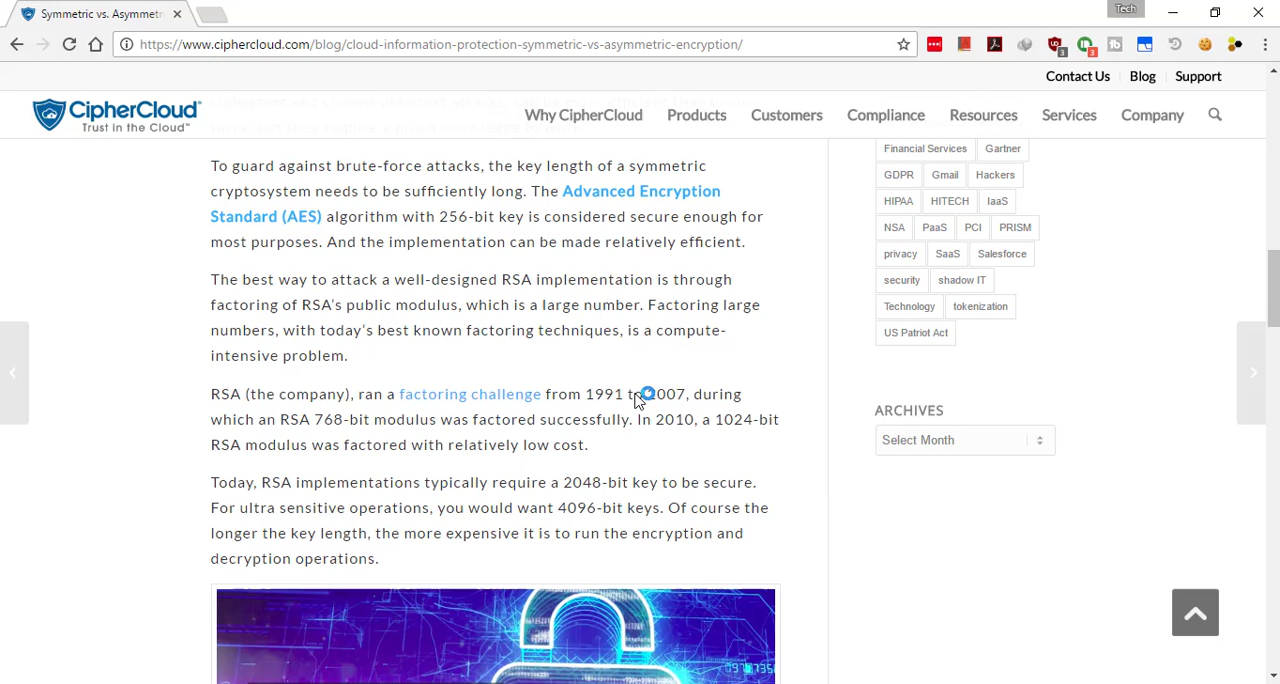 Symmetric vs. Asymmetri
Tech
https://www.ciphercloud.com/blog/cloud-information-protection-symmetric-vs-asymmetric-encryption/
Contact Us
Blog
Support
CipherCloud
Trust in the Cloud™
Why CipherCloud
Products
Customers
Compliance
Resources
Services
Company
To guard against brute-force attacks, the key length of a symmetric
cryptosystem needs to be sufficiently long. The Advanced Encryption
Standard (AES) algorithm with 256-bit key is considered secure enough for
most purposes. And the implementation can be made relatively efficient.
The best way to attack a well-designed RSA implementation is through
factoring of RSA's public modulus, which is a large number. Factoring large
numbers, with today's best known factoring techniques, is a compute-
intensive problem.
RSA (the company), ran a factoring challenge from 1991 to 2007, during
which an RSA 768-bit modulus was factored successfully. In 2010, a 1024-bit
RSA modulus was factored with relatively low cost.
Today, RSA implementations typically require a 2048-bit key to be secure.
For ultra sensitive operations, you would want 4096-bit keys. Of course the
longer the key length, the more expensive it is to run the encryption and
decryption operations.
Financial Services
Gartner
GDPR
Gmail
Hackers
HIPAA
HITECH
IaaS
NSA
PaaS
PCI
PRISM
privacy
SaaS
Salesforce
security
shadow IT
Technology
tokenization
US Patriot Act
ARCHIVES
Select Month